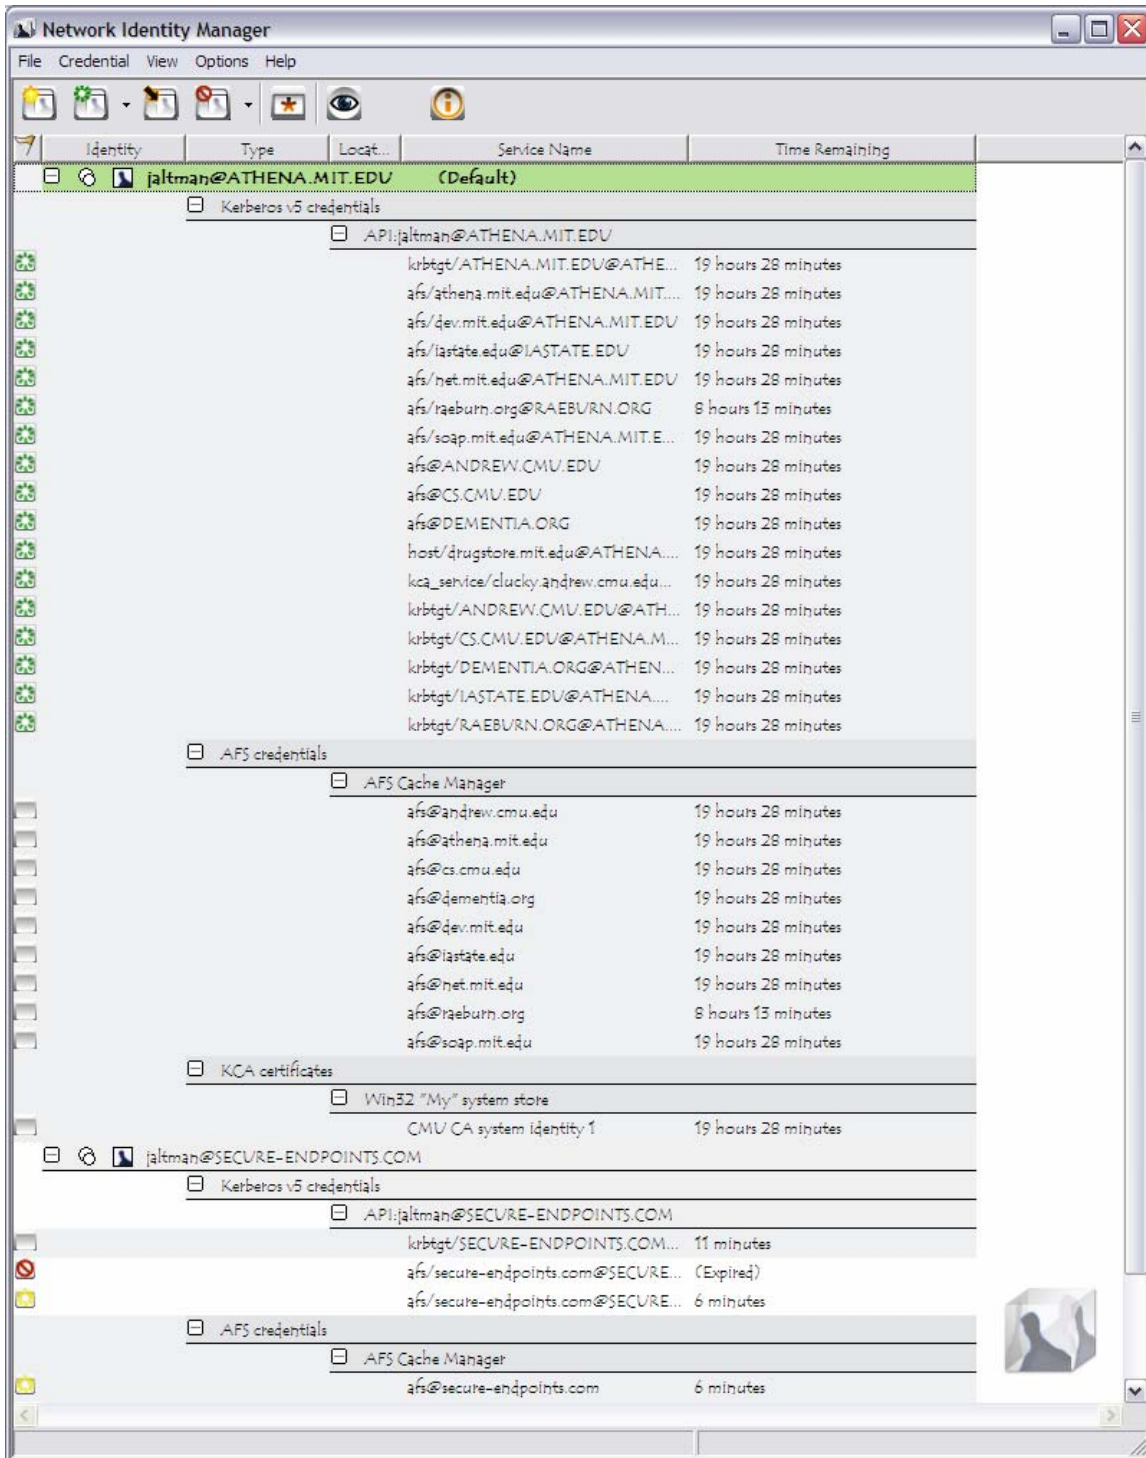 Network Identity Manager
File Credential View Options Help
Identity Type Locat... Service Name Time Remaining
jaltman@ATHENA.MIT.EDU (Default)
Kerberos v5 credentials
API:jaltman@ATHENA.MIT.EDU
krbtgt/ATHENA.MIT.EDU@ATHE... 19 hours 28 minutes
afs/athena.mit.edu@ATHENA.MIT.... 19 hours 28 minutes
afs/dev.mit.edu@ATHENA.MIT.EDU 19 hours 28 minutes
afs/iastate.edu@IASTATE.EDU 19 hours 28 minutes
afs/net.mit.edu@ATHENA.MIT.EDU 19 hours 28 minutes
afs/raeburn.org@RAEBURN.ORG 8 hours 13 minutes
afs/soap.mit.edu@ATHENA.MIT.E... 19 hours 28 minutes
afs@ANDREW.CMU.EDU 19 hours 28 minutes
afs@CS.CMU.EDU 19 hours 28 minutes
afs@DEMENTIA.ORG 19 hours 28 minutes
host/drugstore.mit.edu@ATHENA.... 19 hours 28 minutes
kca_service/clucky.andrew.cmu.edu... 19 hours 28 minutes
krbtgt/ANDREW.CMU.EDU@ATH... 19 hours 28 minutes
krbtgt/CS.CMU.EDU@ATHENA.M... 19 hours 28 minutes
krbtgt/DEMENTIA.ORG@ATHEN... 19 hours 28 minutes
krbtgt/IASTATE.EDU@ATHENA.... 19 hours 28 minutes
krbtgt/RAEBURN.ORG@ATHENA.... 19 hours 28 minutes
AFS credentials
AFS Cache Manager
afs@andrew.cmu.edu 19 hours 28 minutes
afs@athena.mit.edu 19 hours 28 minutes
afs@cs.cmu.edu 19 hours 28 minutes
afs@dementia.org 19 hours 28 minutes
afs@dev.mit.edu 19 hours 28 minutes
afs@iastate.edu 19 hours 28 minutes
afs@net.mit.edu 19 hours 28 minutes
afs@raeburn.org 8 hours 13 minutes
afs@soap.mit.edu 19 hours 28 minutes
KCA certificates
Win32 "My" system store
CMU CA system identity 1 19 hours 28 minutes
jaltman@SECURE-ENDPOINTS.COM
Kerberos v5 credentials
API:jaltman@SECURE-ENDPOINTS.COM
krbtgt/SECURE-ENDPOINTS.COM... 11 minutes
afs/secure-endpoints.com@SECURE... (Expired)
afs/secure-endpoints.com@SECURE... 6 minutes
AFS credentials
AFS Cache Manager
afs@secure-endpoints.com 6 minutes